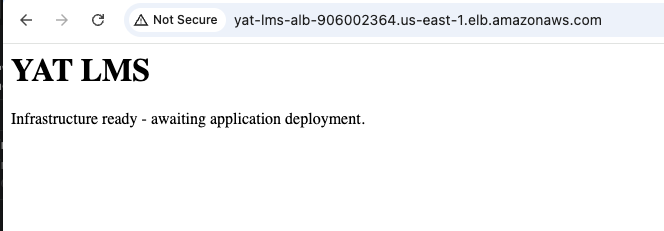 Not Secure yat-lms-alb-906002364.us-east-1.elb.amazonaws.com
YAT LMS
Infrastructure ready - awaiting application deployment.